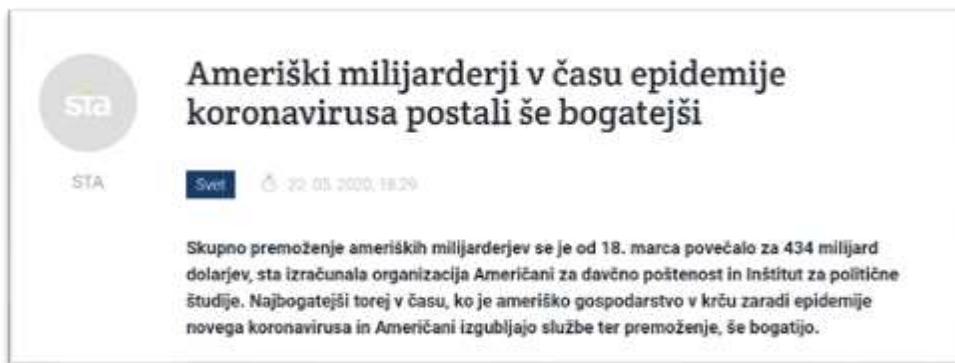 Ameriški milijarderji v času epidemije
koronavirusa postali še bogatejši
sta
STA
Svet 22. 05. 2020, 18.29
Skupno premoženje ameriških milijarderjev se je od 18. marca povečalo za 434 milijard
dolarjev, sta izračunala organizacija Američani za davčno poštenost in Inštitut za politične
študije. Najbogatejši torej v času, ko je ameriško gospodarstvo v krču zaradi epidemije
novega koronavirusa in Američani izgubljajo službe ter premoženje, še bogatijo.